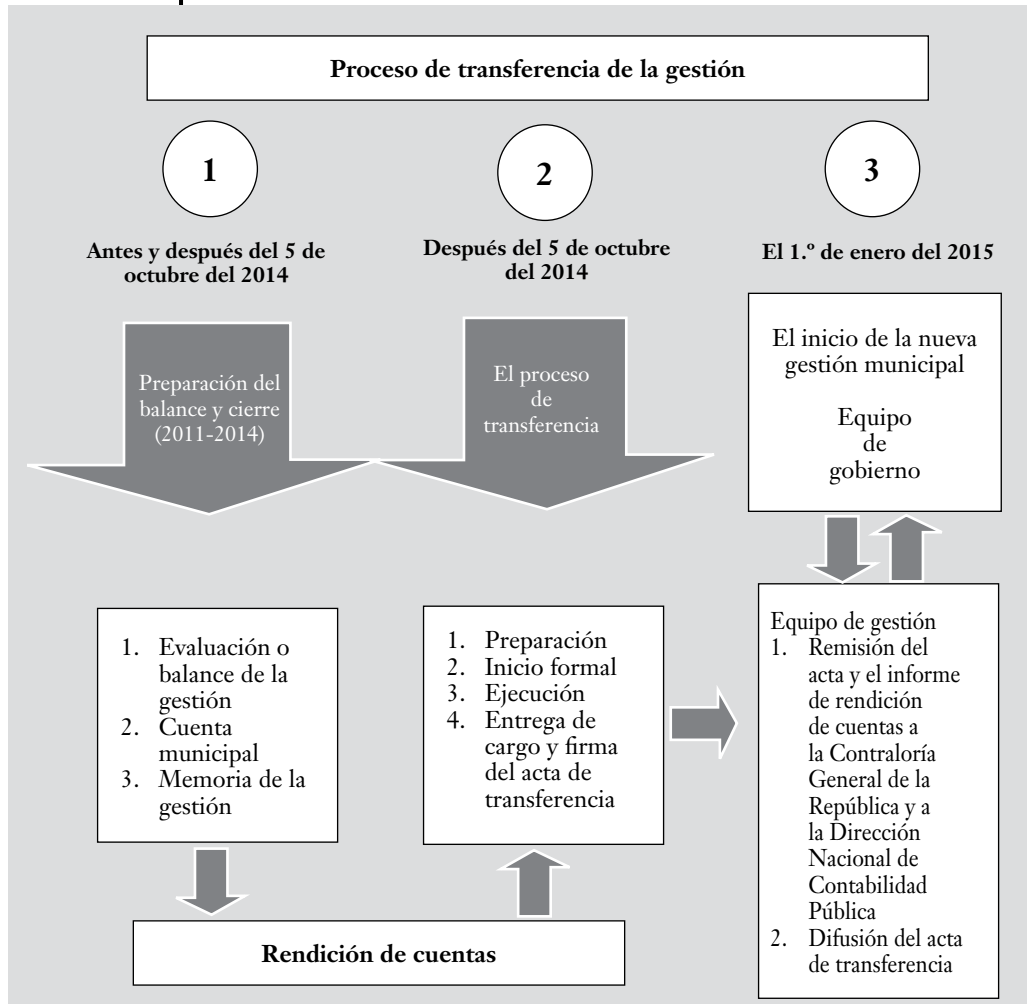 Proceso de transferencia de la gestión
1
Antes y después del 5 de
octubre del 2014
Preparación del
balance y cierre
(2011-2014)
1. Evaluación o
balance de la
gestión
2. Cuenta
municipal
3. Memoria de la
gestión
2
Después del 5 de octubre
del 2014
El proceso
de
transferencia
1. Preparación
2. Inicio formal
3. Ejecución
4. Entrega de
cargo y firma
del acta de
transferencia
Rendición de cuentas
3
El 1.º de enero del 2015
El inicio de la nueva
gestión municipal
Equipo
de
gobierno
Equipo de gestión
1. Remisión del
acta y el informe
de rendición
de cuentas a
la Contraloría
General de la
República y a
la Dirección
Nacional de
Contabilidad
Pública
2. Difusión del acta
de transferencia